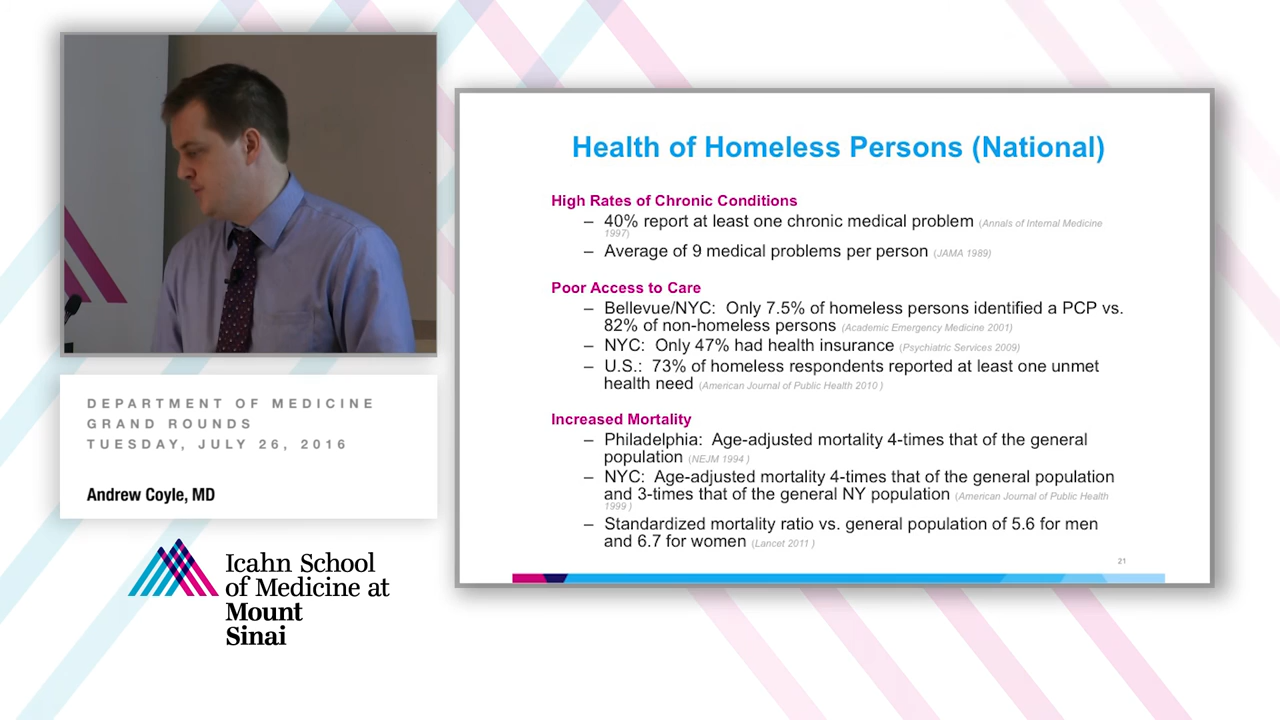 DEPARTMENT OF MEDICINE
GRAND ROUNDS
TUESDAY, JULY 26, 2016
Andrew Coyle, MD
Icahn School
of Medicine at
Mount
Sinai
Health of Homeless Persons (National)
High Rates of Chronic Conditions
– 40% report at least one chronic medical problem (Annals of Internal Medicine
1997)
– Average of 9 medical problems per person (JAMA 1989)
Poor Access to Care
– Bellevue/NYC: Only 7.5% of homeless persons identified a PCP vs.
82% of non-homeless persons (Academic Emergency Medicine 2001)
– NYC: Only 47% had health insurance (Psychiatric Services 2009)
– U.S.: 73% of homeless respondents reported at least one unmet
health need (American Journal of Public Health 2010 )
Increased Mortality
– Philadelphia: Age-adjusted mortality 4-times that of the general
population (NEJM 1994 )
– NYC: Age-adjusted mortality 4-times that of the general population
and 3-times that of the general NY population (American Journal of Public Health
1999 )
– Standardized mortality ratio vs. general population of 5.6 for men
and 6.7 for women (Lancet 2011 )
21